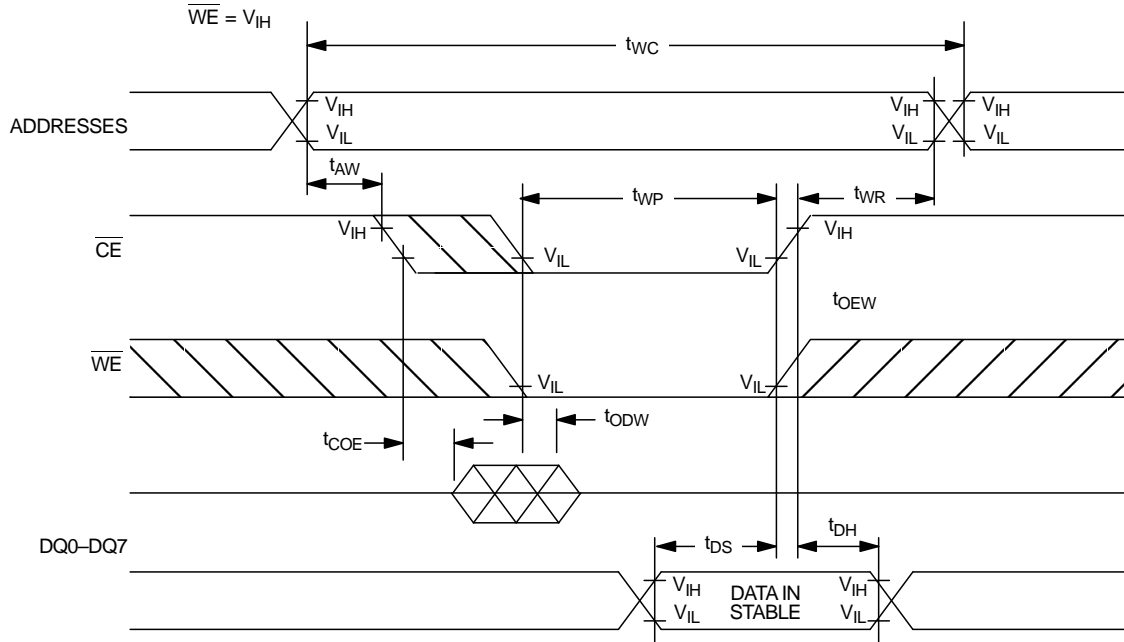 WE = VIH
tWC
ADDRESSES
VIH VIH VIH
VIL VIL VIL
tAW
tWP
tWR
CE
VIH VIH
VIL VIL
tOEW
WE
VIL VIL
tODW
tCOE
DQ0–DQ7
tDS
tDH
VIH DATA IN VIH
VIL STABLE VIL